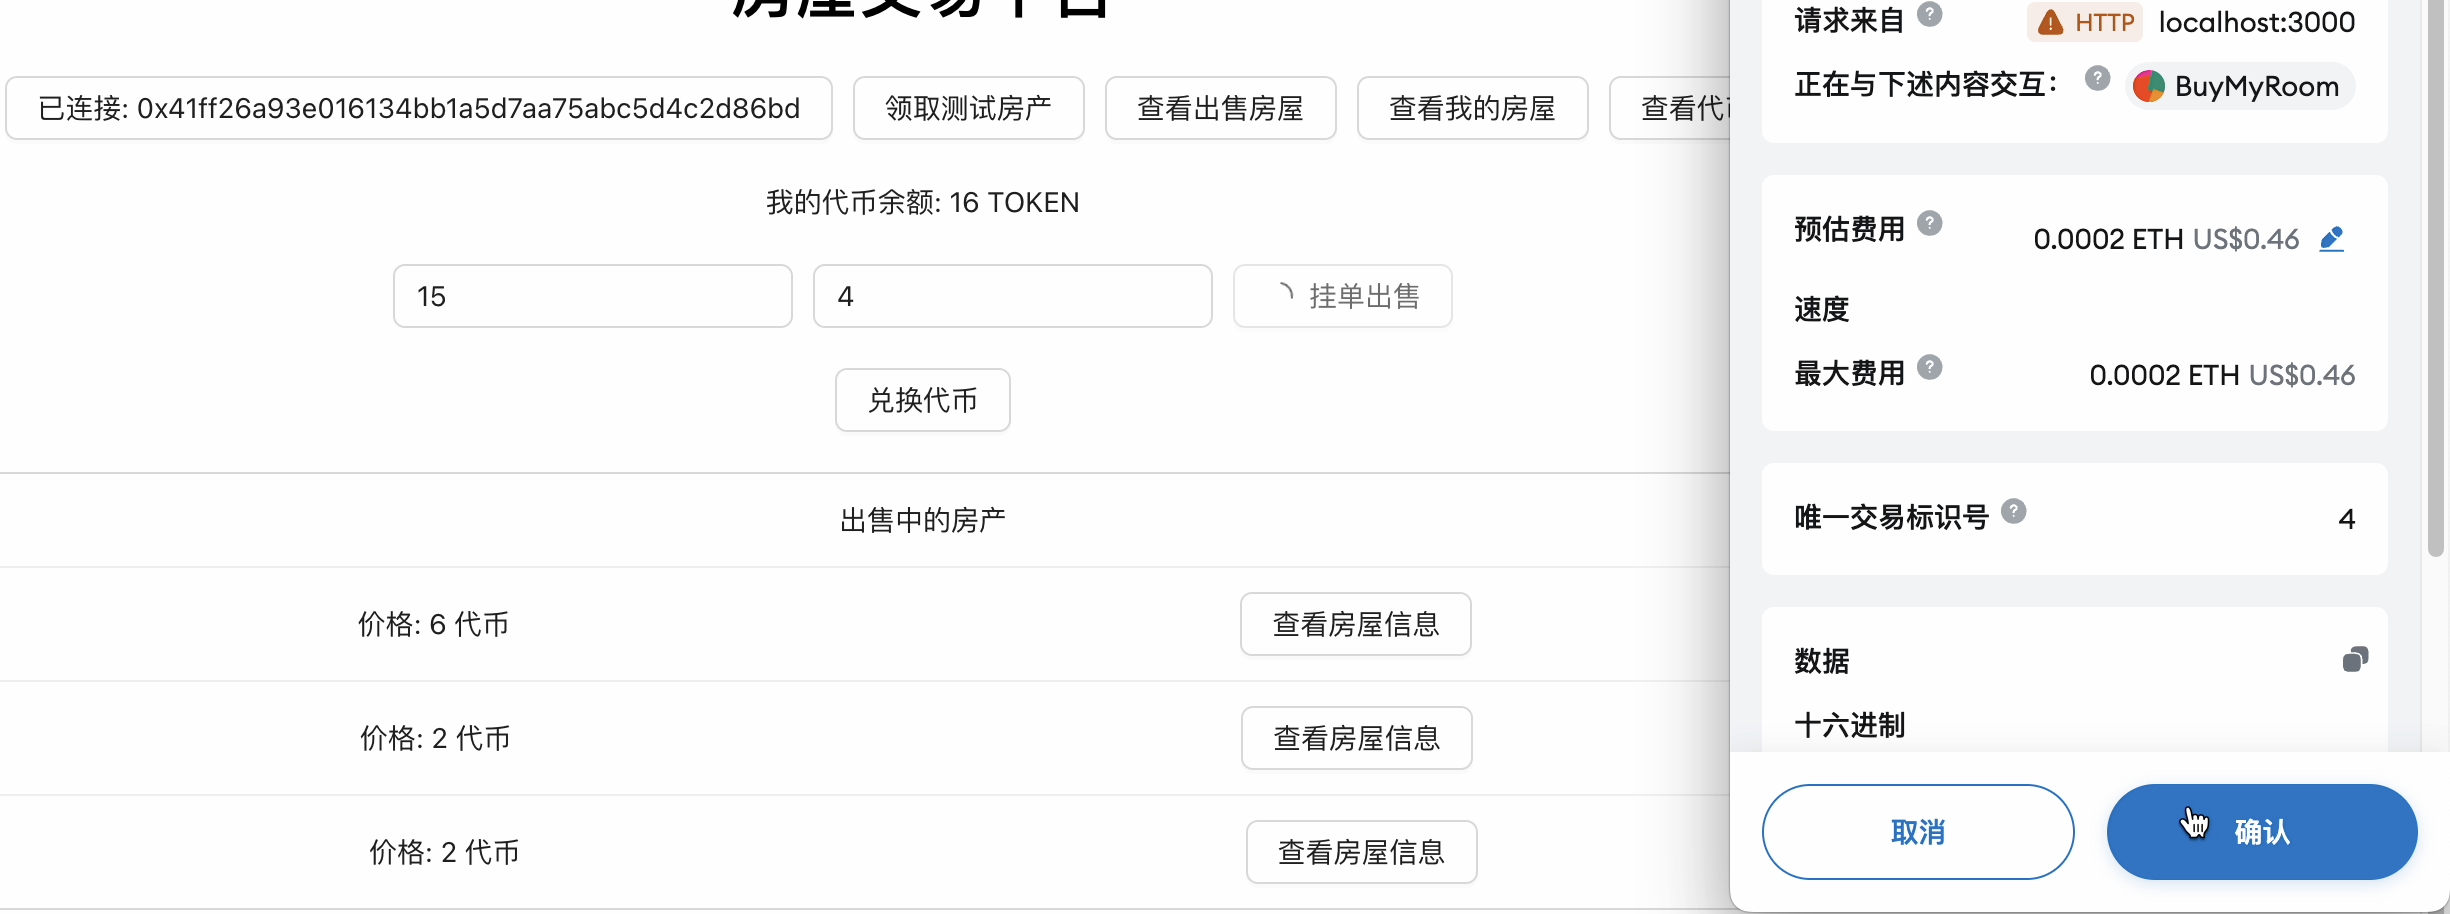 房屋交易平台
已连接: 0x41ff26a93e016134bb1a5d7aa75abc5d4c2d86bd
领取测试房产
查看出售房屋
查看我的房屋
查看代
我的代币余额: 16 TOKEN
15
4
挂单出售
兑换代币
出售中的房产
价格: 6 代币
查看房屋信息
价格: 2 代币
查看房屋信息
价格: 2 代币
查看房屋信息
请求来自
HTTP localhost:3000
正在与下述内容交互：
BuyMyRoom
预估费用
0.0002 ETH US$0.46
速度
最大费用
0.0002 ETH US$0.46
唯一交易标识号
4
数据
十六进制
取消
确认